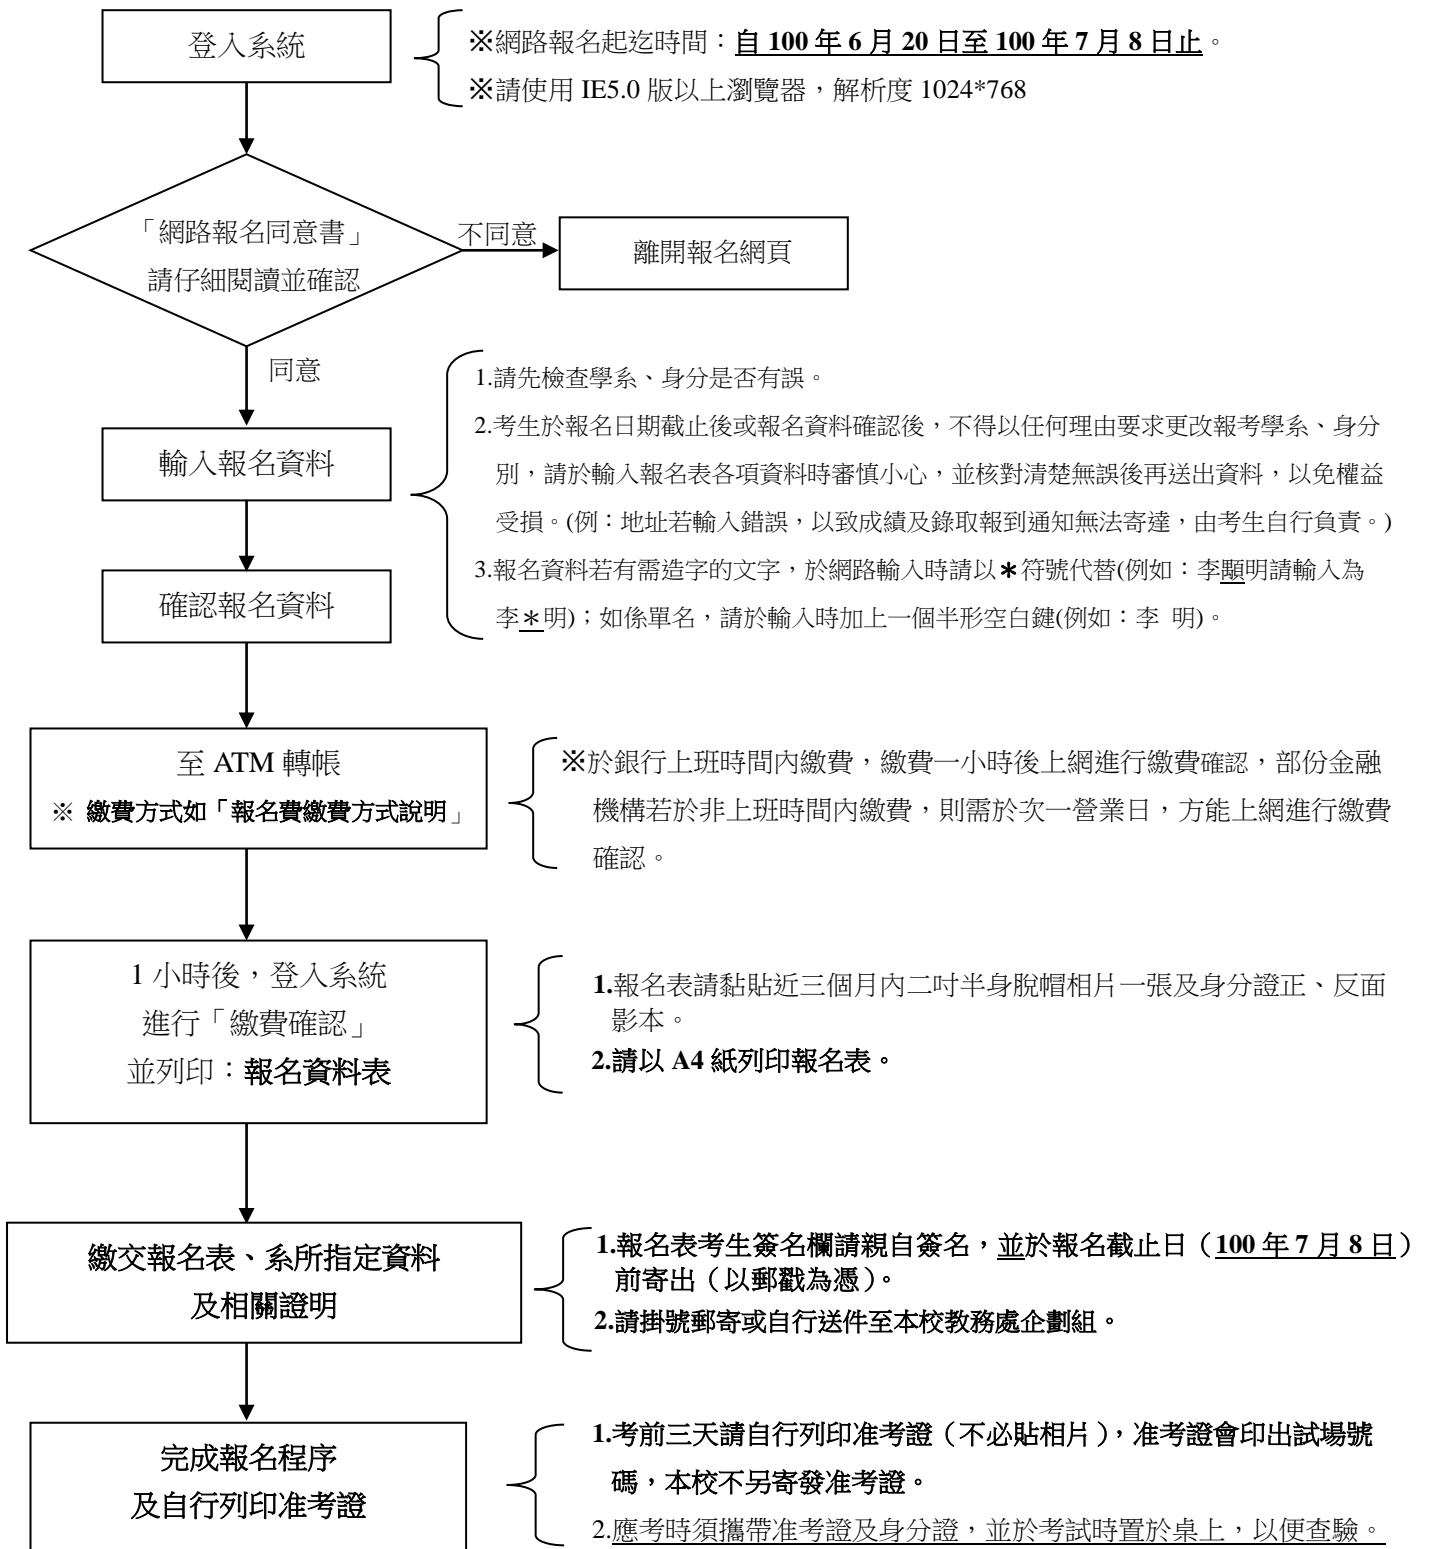 登入系統
※網路報名起迄時間：自 100 年 6 月 20 日至 100 年 7 月 8 日止。
※請使用 IE5.0 版以上瀏覽器，解析度 1024*768
「網路報名同意書」
請仔細閱讀並確認
不同意
離開報名網頁
同意
輸入報名資料
確認報名資料
1.請先檢查學系、身分是否有誤。
2.考生於報名日期截止後或報名資料確認後，不得以任何理由要求更改報考學系、身分
別，請於輸入報名表各項資料時審慎小心，並核對清楚無誤後再送出資料，以免權益
受損。(例：地址若輸入錯誤，以致成績及錄取報到通知無法寄達，由考生自行負責。)
3.報名資料若有需造字的文字，於網路輸入時請以＊符號代替(例如：李顯明請輸入為
李＊明)；如係單名，請於輸入時加上一個半形空白鍵(例如：李 明)。
至 ATM 轉帳
※ 繳費方式如「報名費繳費方式說明」
※於銀行上班時間內繳費，繳費一小時後上網進行繳費確認，部份金融
機構若於非上班時間內繳費，則需於次一營業日，方能上網進行繳費
確認。
1 小時後，登入系統
進行「繳費確認」
並列印：報名資料表
1.報名表請黏貼近三個月內二吋半身脫帽相片一張及身分證正、反面
影本。
2.請以 A4 紙列印報名表。
繳交報名表、系所指定資料
及相關證明
1.報名表考生簽名欄請親自簽名，並於報名截止日（100 年 7 月 8 日）
前寄出（以郵戳為憑）。
2.請掛號郵寄或自行送件至本校教務處企劃組。
完成報名程序
及自行列印准考證
1.考前三天請自行列印准考證（不必貼相片），准考證會印出試場號
碼，本校不另寄發准考證。
2.應考時須攜帶准考證及身分證，並於考試時置於桌上，以便查驗。